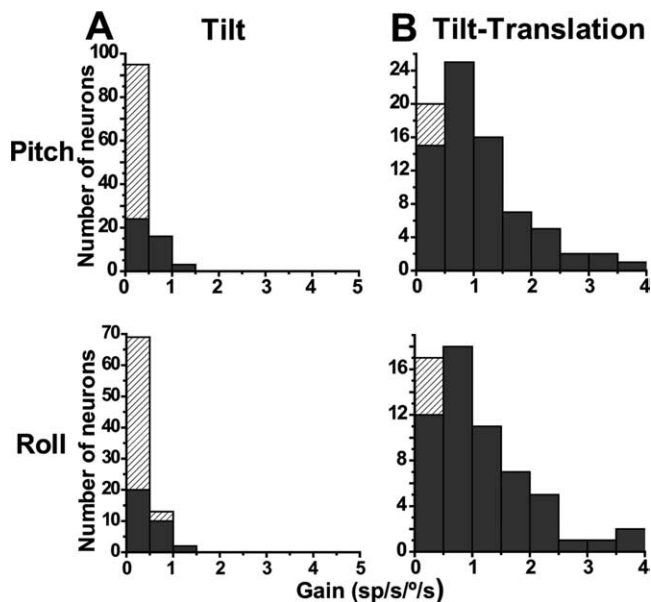 A Tilt
B Tilt-Translation
Pitch
Number of neurons
100
80
60
40
20
0
0 1 2 3 4 5
24
20
16
12
8
4
0
0 1 2 3 4
Roll
Number of neurons
70
60
50
40
30
20
10
0
0 1 2 3 4 5
16
12
8
4
0
0 1 2 3 4
Gain (sp/s/º/s)